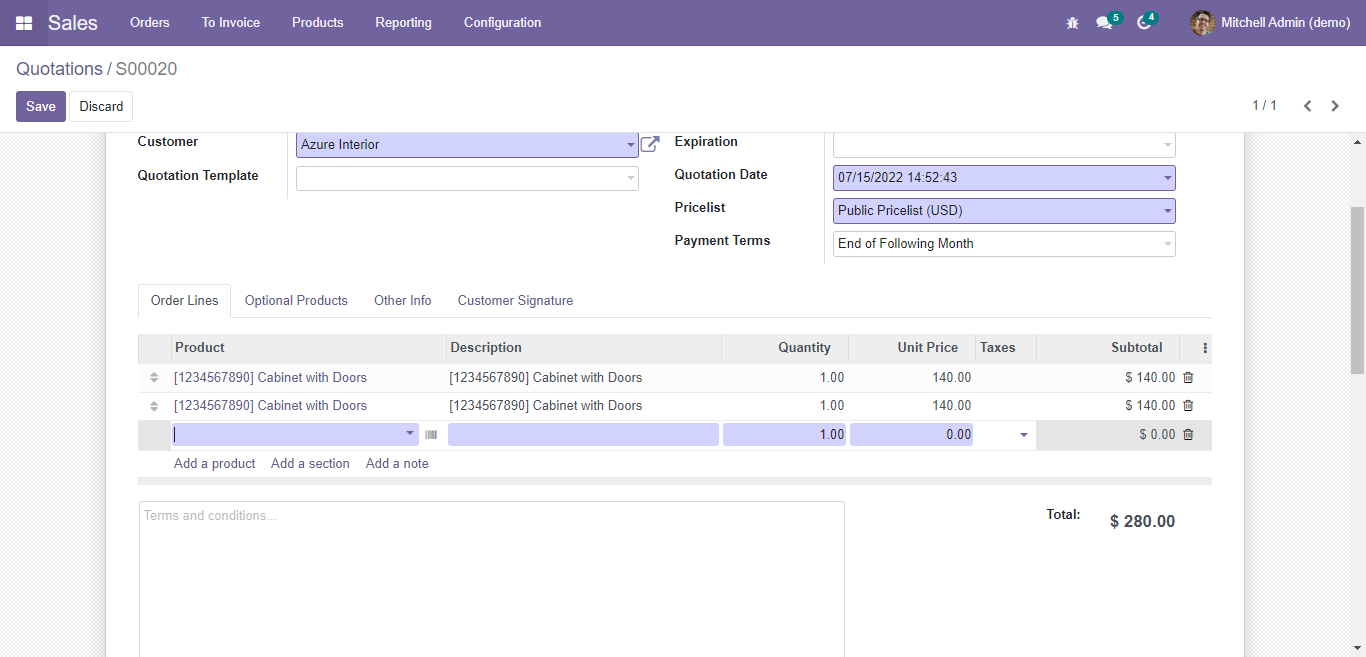 Sales Orders To Invoice Products Reporting Configuration 5 4 Mitchell Admin (demo)
Quotations / S00020
Save Discard 1 / 1
Customer Azure Interior Expiration
Quotation Template Quotation Date 07/15/2022 14:52:43
Pricelist Public Pricelist (USD)
Payment Terms End of Following Month
Order Lines Optional Products Other Info Customer Signature
Product Description Quantity Unit Price Taxes Subtotal
[1234567890] Cabinet with Doors [1234567890] Cabinet with Doors 1.00 140.00 $ 140.00
[1234567890] Cabinet with Doors [1234567890] Cabinet with Doors 1.00 140.00 $ 140.00
1.00 0.00 $ 0.00
Add a product Add a section Add a note
Terms and conditions... Total: $ 280.00